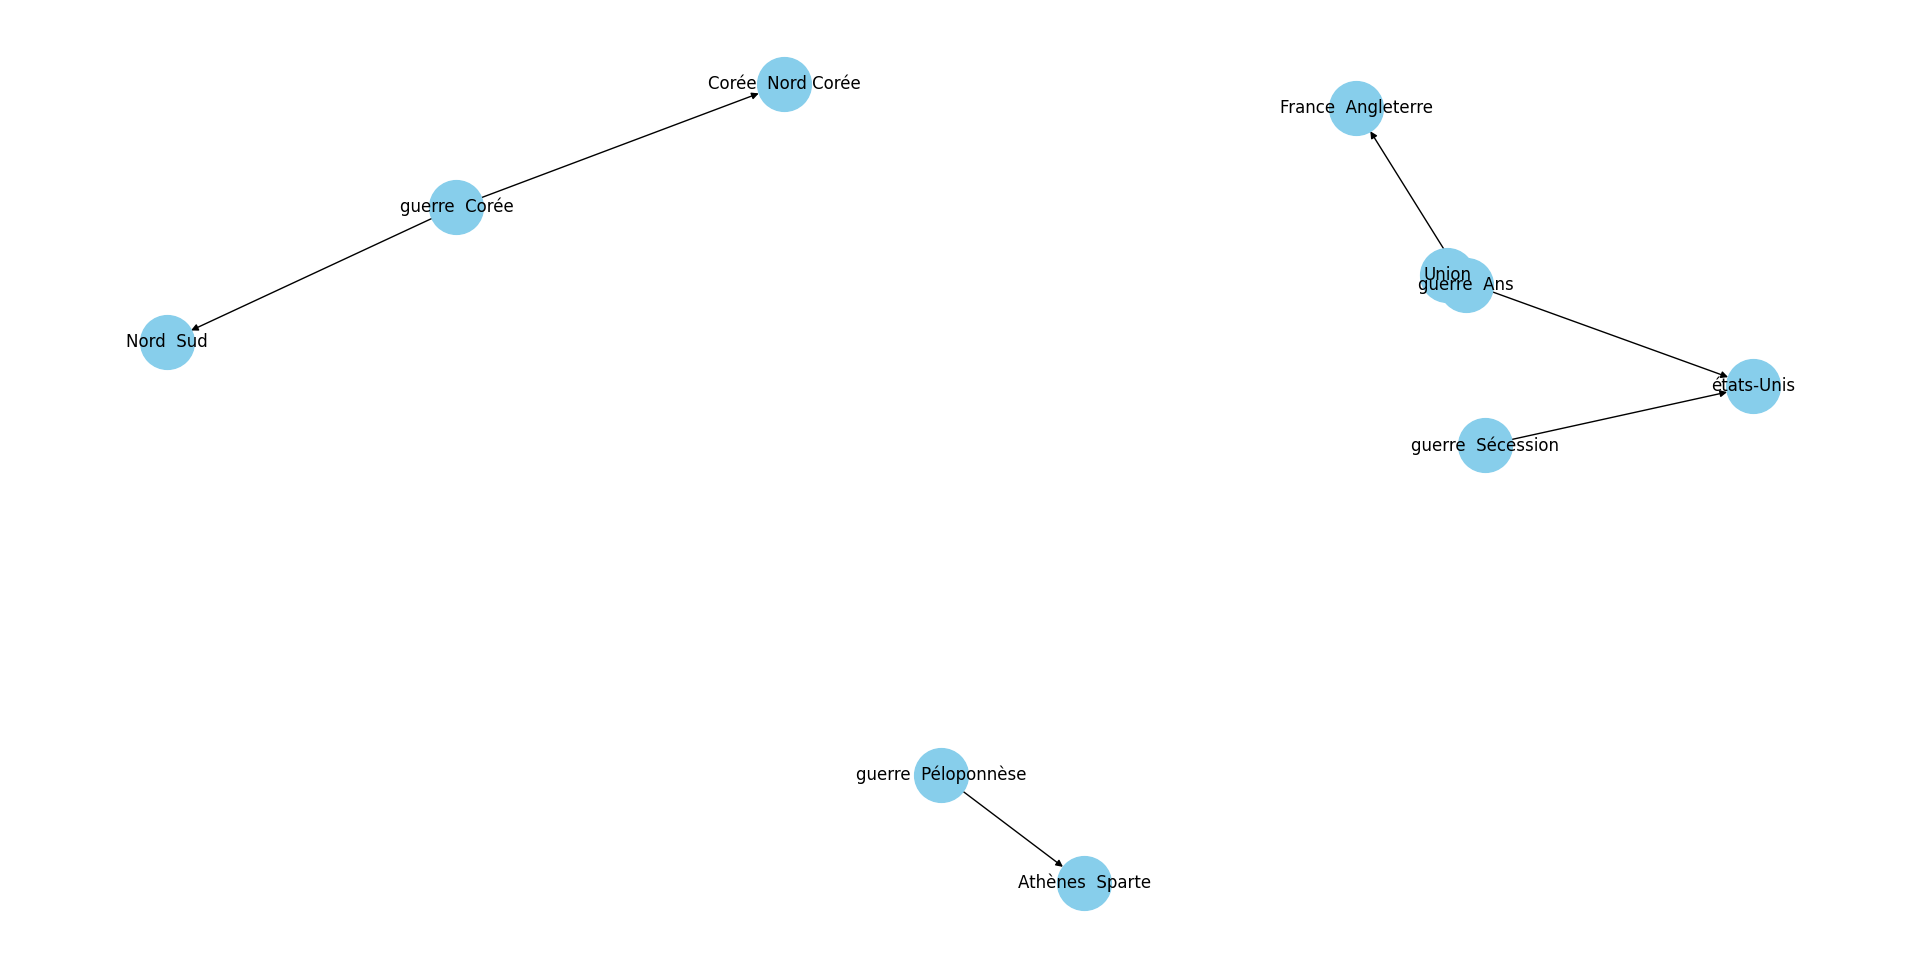 Corée Nord Corée
France Angleterre
guerre Corée
Union
guerre Ans
Nord Sud
états-Unis
guerre Sécession
guerre Péloponnèse
Athènes Sparte